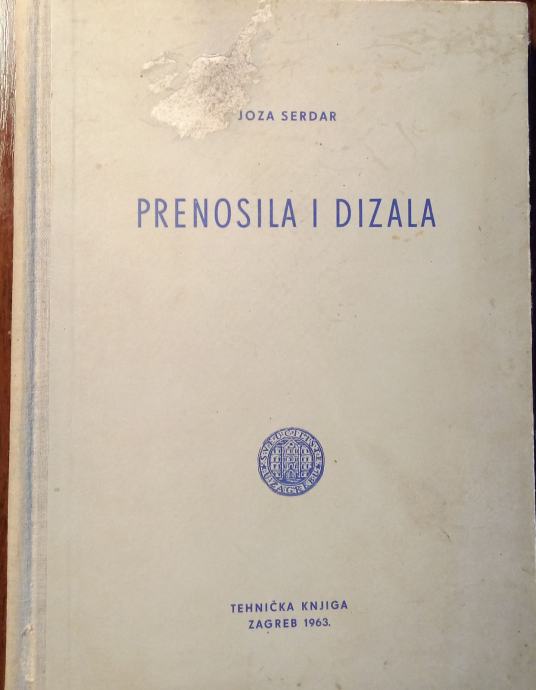 JOZA SERDAR
PRENOSILA I DIZALA
TEHNIČKA KNJIGA
ZAGREB 1963.